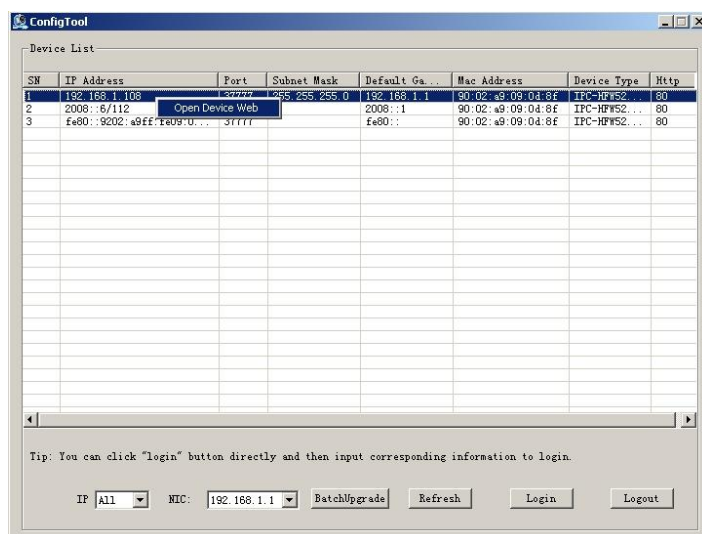 ConfigTool
Device List
SN IP Address Port Subnet Mask Default Ga... Mac Address Device Type Http
1 192.168.1.108 37777 255.255.255.0 192.168.1.1 90:02:a9:09:0d:8f IPC-HFW52... 80
Open Device Web
2 2008::6/112 2008::1 90:02:a9:09:0d:8f IPC-HFW52... 80
3 fe80::9202:a9ff:fe09:0... 37777 fe80:: 90:02:a9:09:0d:8f IPC-HFW52... 80
Tip: You can click "login" button directly and then input corresponding information to login.
IP All NIC: 192.168.1.1 BatchUpgrade Refresh Login Logout